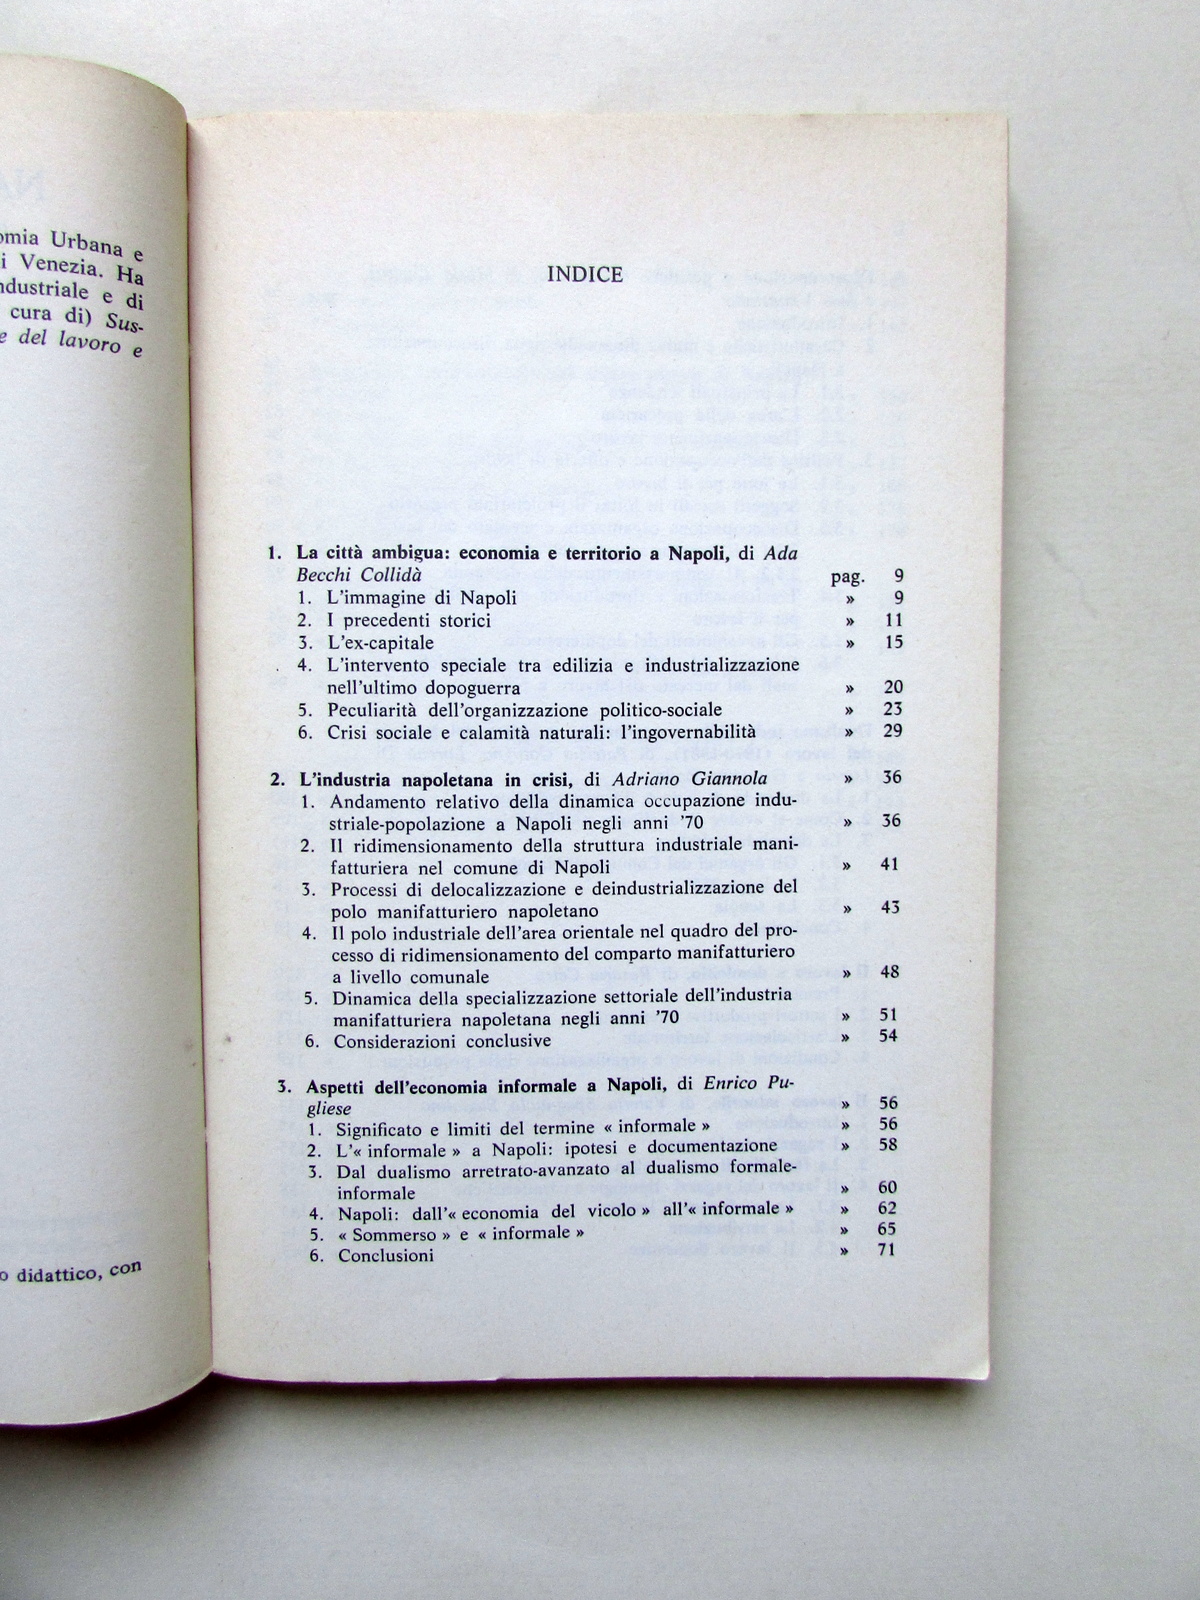 omia Urbana e
i Venezia. Ha
ndustriale e di
cura di) Sus-
e del lavoro e
o didattico, con
INDICE
1. La città ambigua: economia e territorio a Napoli, di Ada
Becchi Collidà pag. 9
1. L'immagine di Napoli » 9
2. I precedenti storici » 11
3. L'ex-capitale » 15
4. L'intervento speciale tra edilizia e industrializzazione
nell'ultimo dopoguerra » 20
5. Peculiarità dell'organizzazione politico-sociale » 23
6. Crisi sociale e calamità naturali: l'ingovernabilità » 29
2. L'industria napoletana in crisi, di Adriano Giannola » 36
1. Andamento relativo della dinamica occupazione indu-
striale-popolazione a Napoli negli anni '70 » 36
2. Il ridimensionamento della struttura industriale mani-
fatturiera nel comune di Napoli » 41
3. Processi di delocalizzazione e deindustrializzazione del
polo manifatturiero napoletano » 43
4. Il polo industriale dell'area orientale nel quadro del pro-
cesso di ridimensionamento del comparto manifatturiero
a livello comunale » 48
5. Dinamica della specializzazione settoriale dell'industria
manifatturiera napoletana negli anni '70 » 51
6. Considerazioni conclusive » 54
3. Aspetti dell'economia informale a Napoli, di Enrico Pu-
gliese » 56
1. Significato e limiti del termine « informale » » 56
2. L'« informale » a Napoli: ipotesi e documentazione » 58
3. Dal dualismo arretrato-avanzato al dualismo formale-
informale » 60
4. Napoli: dall'« economia del vicolo » all'« informale » » 62
5. « Sommerso » e « informale » » 65
6. Conclusioni » 71